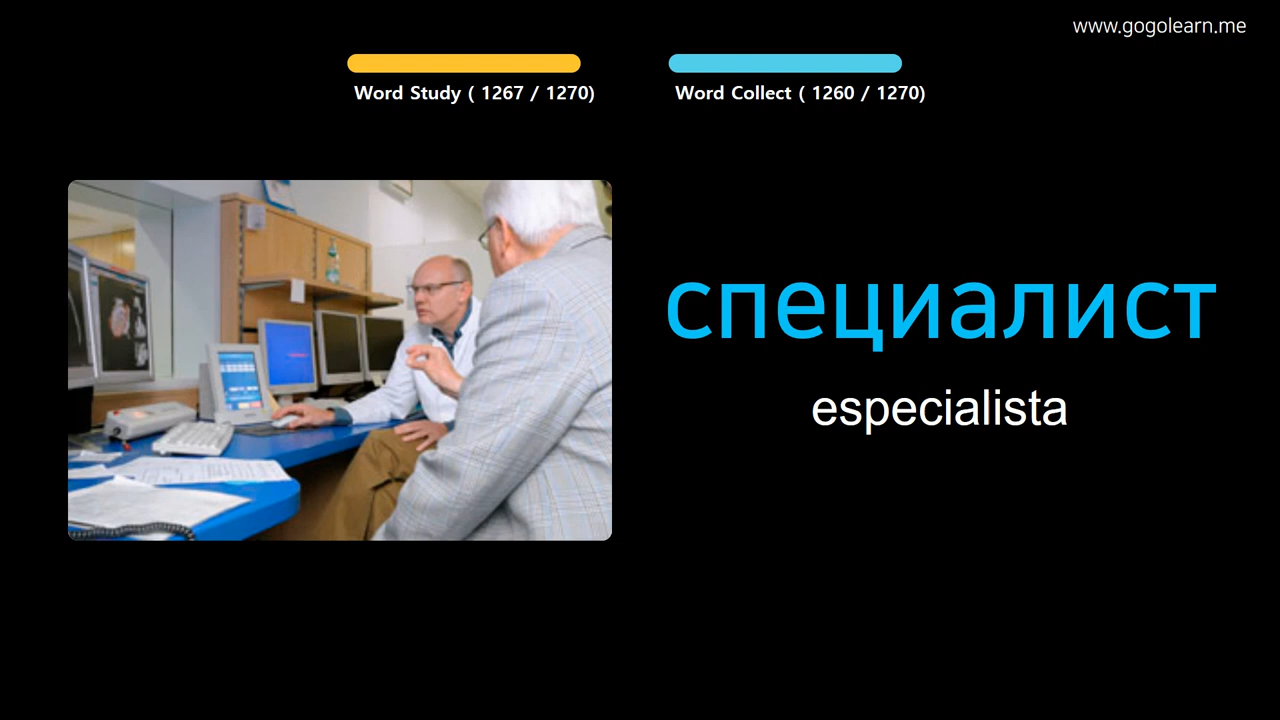 www.gogolearn.me
Word Study ( 1267 / 1270)
Word Collect ( 1260 / 1270)
специалист
especialista